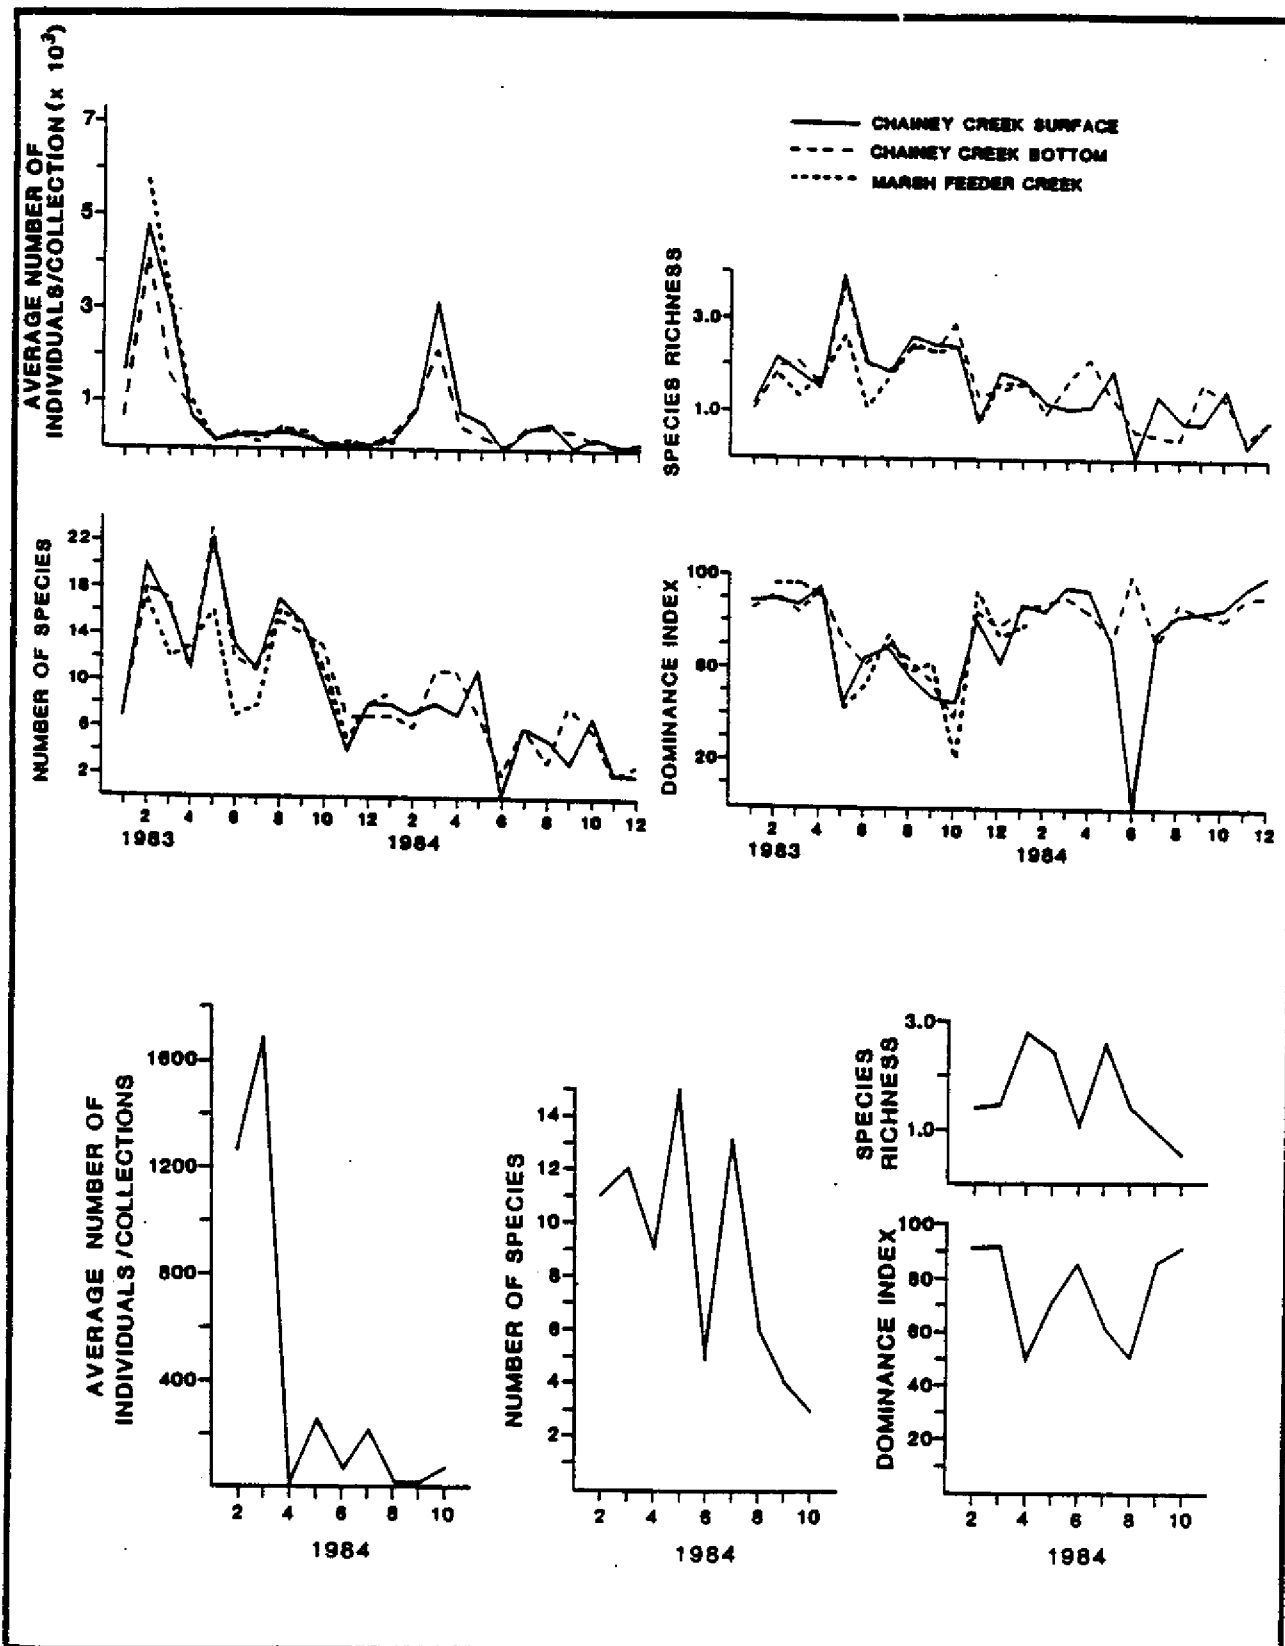 AVERAGE NUMBER OF
INDIVIDUALS/COLLECTION (x 10³)
7
5
3
1
CHAINEY CREEK SURFACE
CHAINEY CREEK BOTTOM
MARSH FEEDER CREEK
SPECIES RICHNESS
3.0
1.0
NUMBER OF SPECIES
22
18
14
10
6
2
2 4 6 8 10 12 2 4 6 8 10 12
1983 1984
DOMINANCE INDEX
100
60
20
2 4 6 8 10 12 2 4 6 8 10 12
1983 1984
AVERAGE NUMBER OF
INDIVIDUALS/COLLECTIONS
1600
1200
800
400
2 4 6 8 10
1984
NUMBER OF SPECIES
14
12
10
8
6
4
2
2 4 6 8 10
1984
SPECIES
RICHNESS
3.0
1.0
DOMINANCE INDEX
100
80
60
40
20
2 4 6 8 10
1984